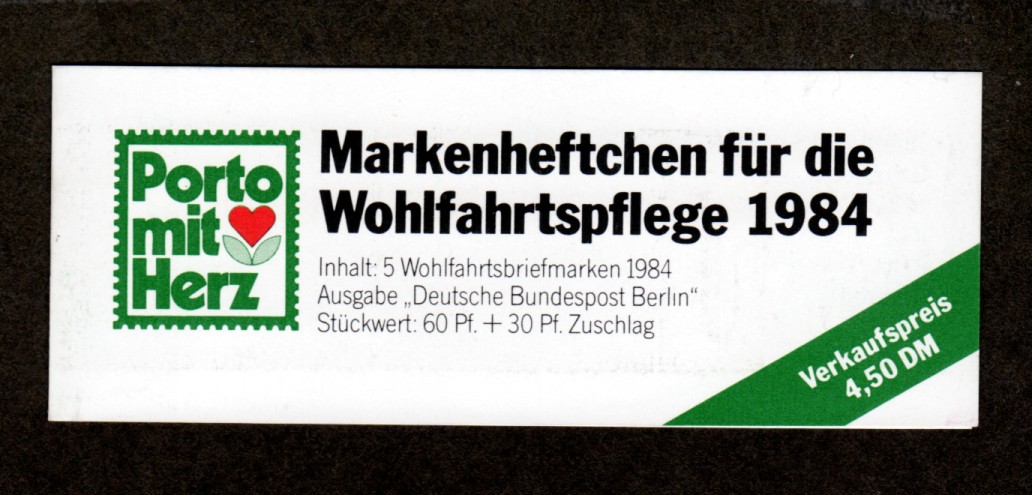 Porto
mit
Herz
Markenheftchen für die
Wohlfahrtspflege 1984
Inhalt: 5 Wohlfahrtsbriefmarken 1984
Ausgabe „Deutsche Bundespost Berlin“
Stückwert: 60 Pf. + 30 Pf. Zuschlag
Verkaufspreis
4,50 DM